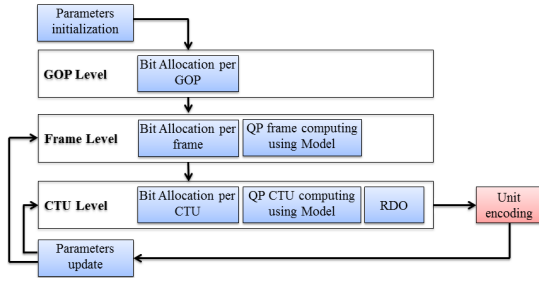 Parameters
initialization
GOP Level
Bit Allocation per
GOP
Frame Level
Bit Allocation per
frame
QP frame computing
using Model
CTU Level
Bit Allocation per
CTU
QP CTU computing
using Model
RDO
Unit
encoding
Parameters
update